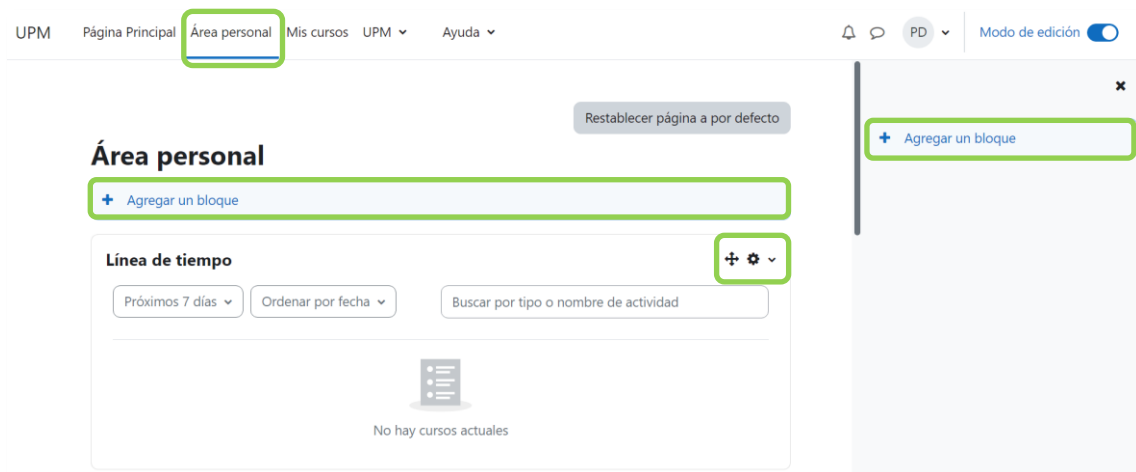 UPM Página Principal Área personal Mis cursos UPM Ayuda PD Modo de edición
Restablecer página a por defecto
Agregar un bloque
Área personal
Agregar un bloque
Línea de tiempo
Próximos 7 días Ordenar por fecha Buscar por tipo o nombre de actividad
No hay cursos actuales